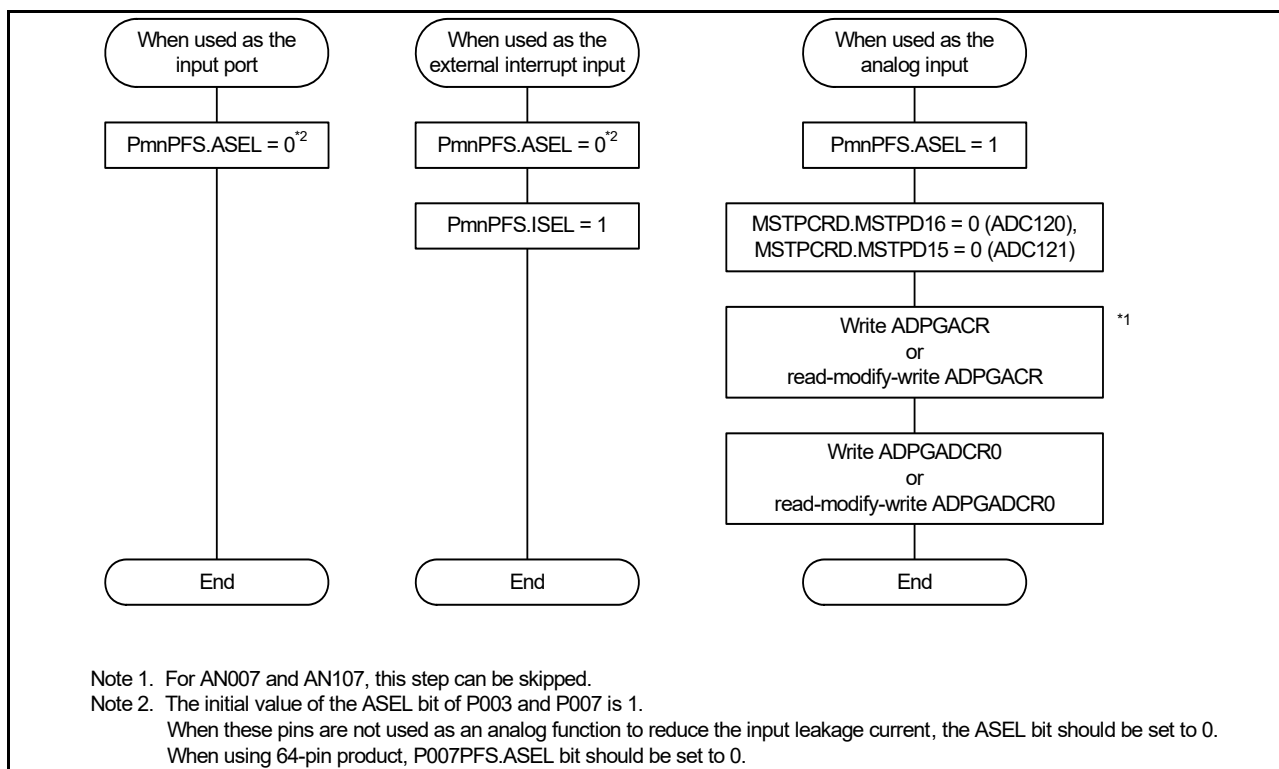 When used as the
input port
PmnPFS.ASEL = 0*2
End
When used as the
external interrupt input
PmnPFS.ASEL = 0*2
PmnPFS.ISEL = 1
End
When used as the
analog input
PmnPFS.ASEL = 1
MSTPCRD.MSTPD16 = 0 (ADC120),
MSTPCRD.MSTPD15 = 0 (ADC121)
Write ADPGACR
or
read-modify-write ADPGACR
*1
Write ADPGADCR0
or
read-modify-write ADPGADCR0
End
Note 1. For AN007 and AN107, this step can be skipped.
Note 2. The initial value of the ASEL bit of P003 and P007 is 1.
When these pins are not used as an analog function to reduce the input leakage current, the ASEL bit should be set to 0.
When using 64-pin product, P007PFS.ASEL bit should be set to 0.